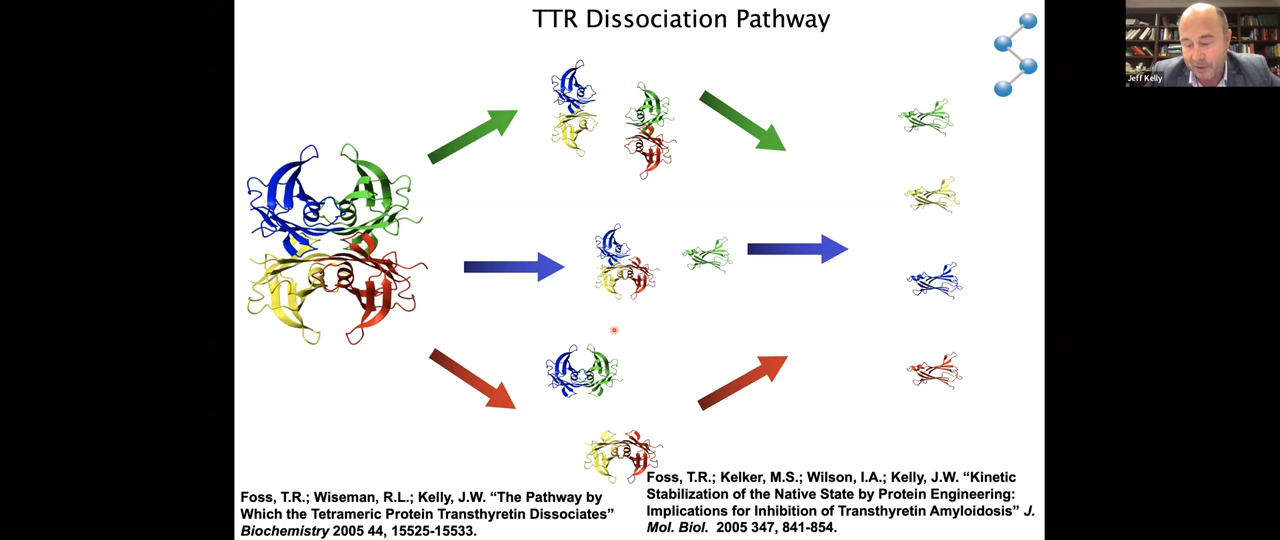 TTR Dissociation Pathway
Jeff Kelly
Foss, T.R.; Wiseman, R.L.; Kelly, J.W. “The Pathway by
Which the Tetrameric Protein Transthyretin Dissociates”
Biochemistry 2005 44, 15525-15533.
Foss, T.R.; Kelker, M.S.; Wilson, I.A.; Kelly, J.W. “Kinetic
Stabilization of the Native State by Protein Engineering:
Implications for Inhibition of Transthyretin Amyloidosis” J.
Mol. Biol. 2005 347, 841-854.